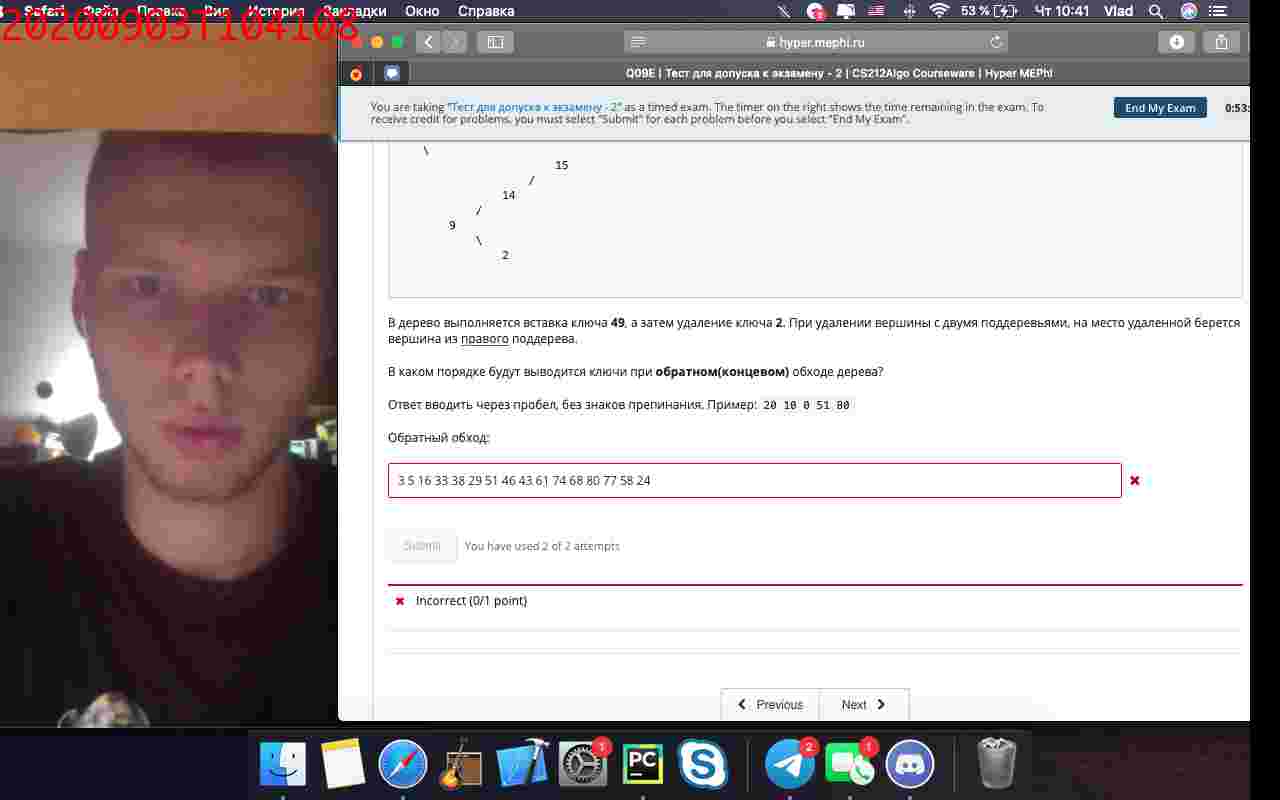 20200903T104108
Safari Файл Правка Вид История Закладки Окно Справка 53 % Чт 10:41 Vlad
hyper.mephi.ru
Q09E | Тест для допуска к экзамену - 2 | CS212Algo Courseware | Hyper MEPhI
You are taking "Тест для допуска к экзамену - 2" as a timed exam. The timer on the right shows the time remaining in the exam. To
receive credit for problems, you must select "Submit" for each problem before you select "End My Exam".
End My Exam
0:53:
\
15
/
14
/
9
\
2
В дерево выполняется вставка ключа 49, а затем удаление ключа 2. При удалении вершины с двумя поддеревьями, на место удаленной берется
вершина из правого поддерева.
В каком порядке будут выводится ключи при обратном(концевом) обходе дерева?
Ответ вводить через пробел, без знаков препинания. Пример: 20 10 0 51 80
Обратный обход:
3 5 16 33 38 29 51 46 43 61 74 68 80 77 58 24
Submit You have used 2 of 2 attempts
Incorrect (0/1 point)
Previous Next
1 PC 2 1